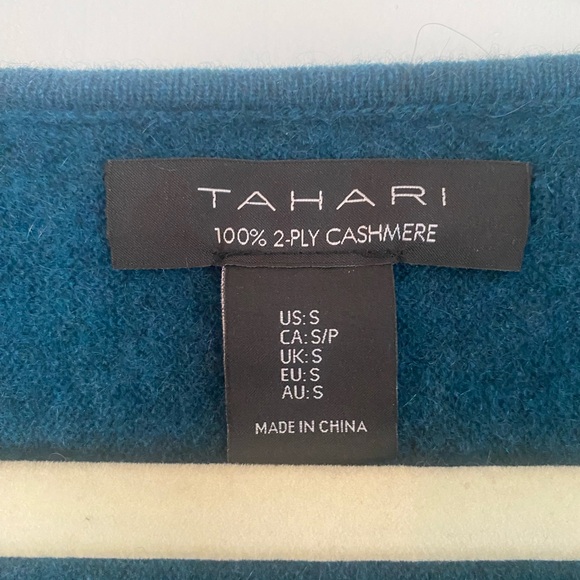 TAHARI
100% 2-PLY CASHMERE
US: S
CA: S/P
UK: S
EU: S
AU: S
MADE IN CHINA